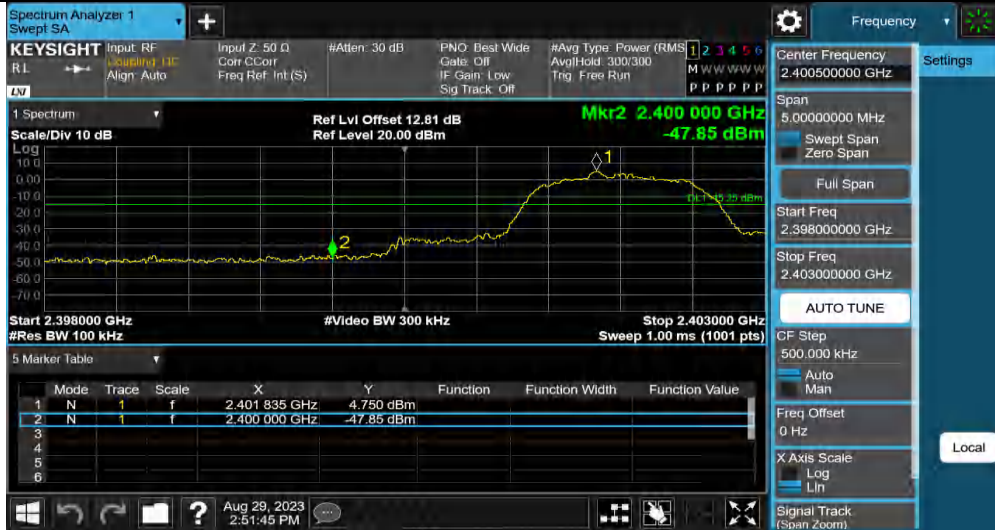 Spectrum Analyzer 1
Swept SA
+
Frequency
KEYSIGHT
RL
LXI
Input: RF
Coupling: DC
Align: Auto
Input Z: 50 Ω
Corr CCorr
Freq Ref: Int (S)
#Atten: 30 dB
PNO: Best Wide
Gate: Off
IF Gain: Low
Sig Track: Off
#Avg Type: Power (RMS
Avg|Hold: 300/300
Trig: Free Run
1 2 3 4 5 6
M W W W W W
P P P P P P
Center Frequency
2.400500000 GHz
Settings
Span
5.00000000 MHz
Swept Span
Zero Span
Full Span
Start Freq
2.398000000 GHz
Stop Freq
2.403000000 GHz
AUTO TUNE
CF Step
500.000 kHz
Auto
Man
Freq Offset
0 Hz
X Axis Scale
Log
Lin
Signal Track
(Span Zoom)
Local
1 Spectrum
Scale/Div 10 dB
Log
Ref Lvl Offset 12.81 dB
Ref Level 20.00 dBm
Mkr2 2.400 000 GHz
-47.85 dBm
10.0
0.00
-10.0
-20.0
-30.0
-40.0
-50.0
-60.0
-70.0
1
2
DL1 -15.25 dBm
Start 2.398000 GHz
#Res BW 100 kHz
#Video BW 300 kHz
Stop 2.403000 GHz
Sweep 1.00 ms (1001 pts)
5 Marker Table
Mode Trace Scale X Y Function Function Width Function Value
1 N 1 f 2.401 835 GHz 4.750 dBm
2 N 1 f 2.400 000 GHz -47.85 dBm
3
4
5
6
?
Aug 29, 2023
2:51:45 PM